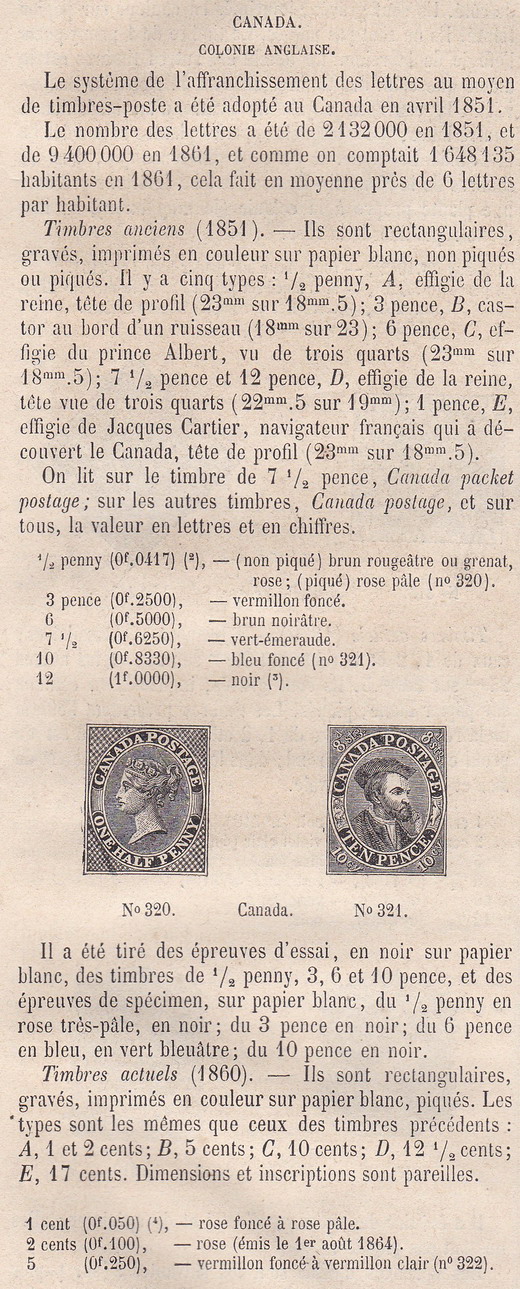 CANADA.
COLONIE ANGLAISE.
Le système de l'affranchissement des lettres au moyen
de timbres-poste a été adopté au Canada en avril 1851.
Le nombre des lettres a été de 2 132 000 en 1851, et
de 9 400 000 en 1861, et comme on comptait 1 648 135
habitants en 1861, cela fait en moyenne près de 6 lettres
par habitant.
Timbres anciens (1851). — Ils sont rectangulaires,
gravés, imprimés en couleur sur papier blanc, non piqués
ou piqués. Il y a cinq types : 1/2 penny, A, effigie de la
reine, tête de profil (23mm sur 18mm.5); 3 pence, B, cas-
tor au bord d'un ruisseau (18mm sur 23); 6 pence, C, ef-
figie du prince Albert, vu de trois quarts (23mm sur
18mm.5); 7 1/2 pence et 12 pence, D, effigie de la reine,
tête vue de trois quarts (22mm.5 sur 19mm); 1 pence, E,
effigie de Jacques Cartier, navigateur français qui a dé-
couvert le Canada, tête de profil (23mm sur 18mm.5).
On lit sur le timbre de 7 1/2 pence, Canada packet
postage; sur les autres timbres, Canada postage, et sur
tous, la valeur en lettres et en chiffres.
1/2 penny (0f.0417) (2), — (non piqué) brun rougeâtre ou grenat,
rose; (piqué) rose pâle (no 320).
3 pence (0f.2500), — vermillon foncé.
6 (0f.5000), — brun noirâtre.
7 1/2 (0f.6250), — vert-émeraude.
10 (0f.8330), — bleu foncé (no 321).
12 (1f.0000), — noir (3).
CANADA POSTAGE
ONE HALF PENNY
8d stg. 8d stg.
CANADA POSTAGE
TEN PENCE
10 cy 10 cy
No 320. Canada. No 321.
Il a été tiré des épreuves d'essai, en noir sur papier
blanc, des timbres de 1/2 penny, 3, 6 et 10 pence, et des
épreuves de spécimen, sur papier blanc, du 1/2 penny en
rose très-pâle, en noir; du 3 pence en noir; du 6 pence
en bleu, en vert bleuâtre; du 10 pence en noir.
Timbres actuels (1860). — Ils sont rectangulaires,
gravés, imprimés en couleur sur papier blanc, piqués. Les
types sont les mêmes que ceux des timbres précédents :
A, 1 et 2 cents; B, 5 cents; C, 10 cents; D, 12 1/2 cents;
E, 17 cents. Dimensions et inscriptions sont pareilles.
1 cent (0f.050) (4), — rose foncé à rose pâle.
2 cents (0f.100), — rose (émis le 1er août 1864).
5 (0f.250), — vermillon foncé à vermillon clair (no 322).